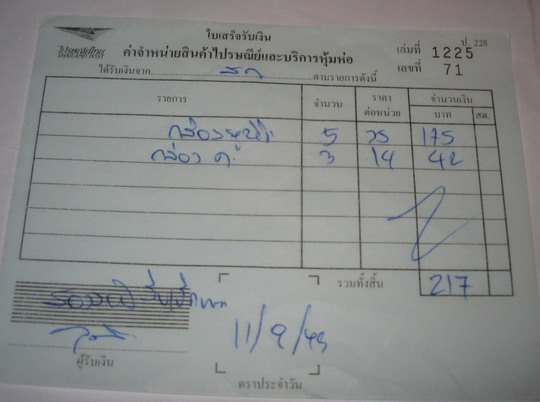 ไปรษณีย์ไทย
THAILAND POST
ใบเสร็จรับเงิน
ป. 228
ค่าจำหน่ายสินค้าไปรษณีย์และบริการหุ้มห่อ
เล่มที่ 1225
เลขที่ 71
ได้รับเงินจาก ตามรายการดังนี้
รายการ จำนวน ราคา ต่อหน่วย จำนวนเงิน
บาท สต.
กล่อง 5 35 175
กล่อง ค. 3 14 42
รวมทั้งสิ้น 217
11/9/49
ผู้รับเงิน
ตราประจำวัน